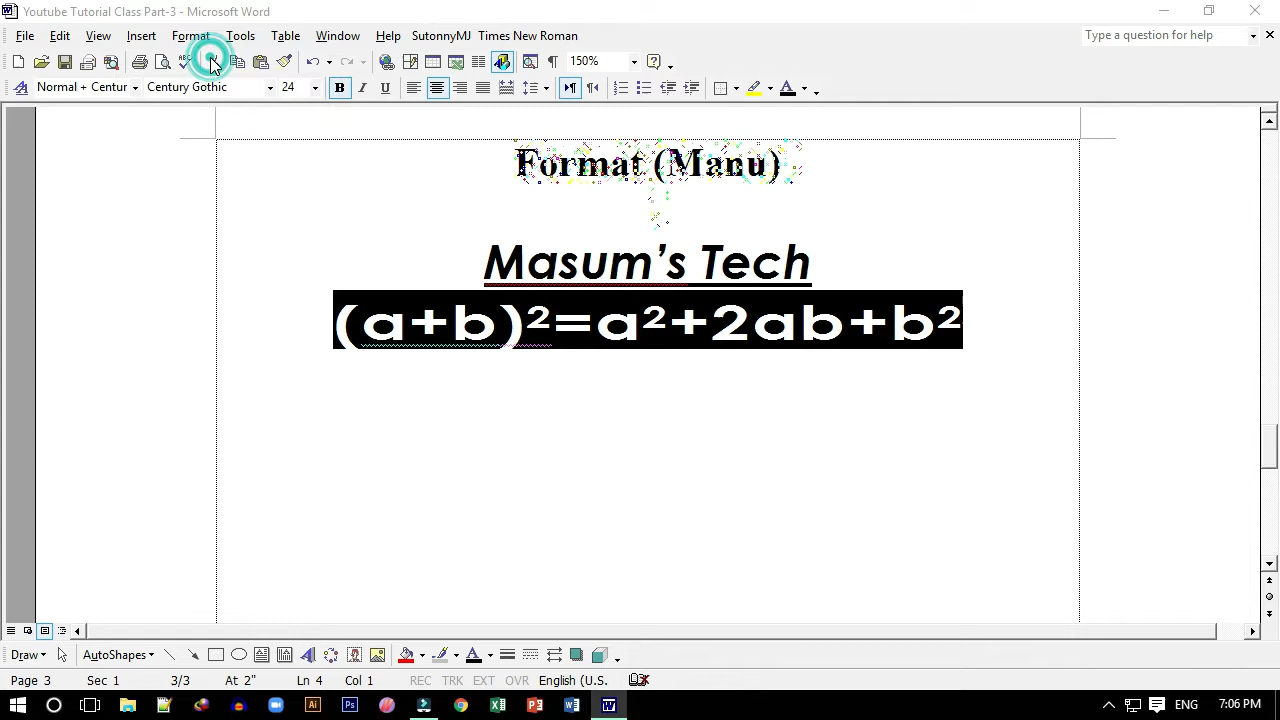 Youtube Tutorial Class Part-3 - Microsoft Word
File Edit View Insert Format Tools Table Window Help SutonnyMJ Times New Roman
Type a question for help
150%
Normal + Centur Century Gothic 24 B I U
Format (Manu)
Masum’s Tech
(a+b)²=a²+2ab+b²
Draw AutoShapes
Page 3 Sec 1 3/3 At 2" Ln 4 Col 1 REC TRK EXT OVR English (U.S.
ENG 7:06 PM